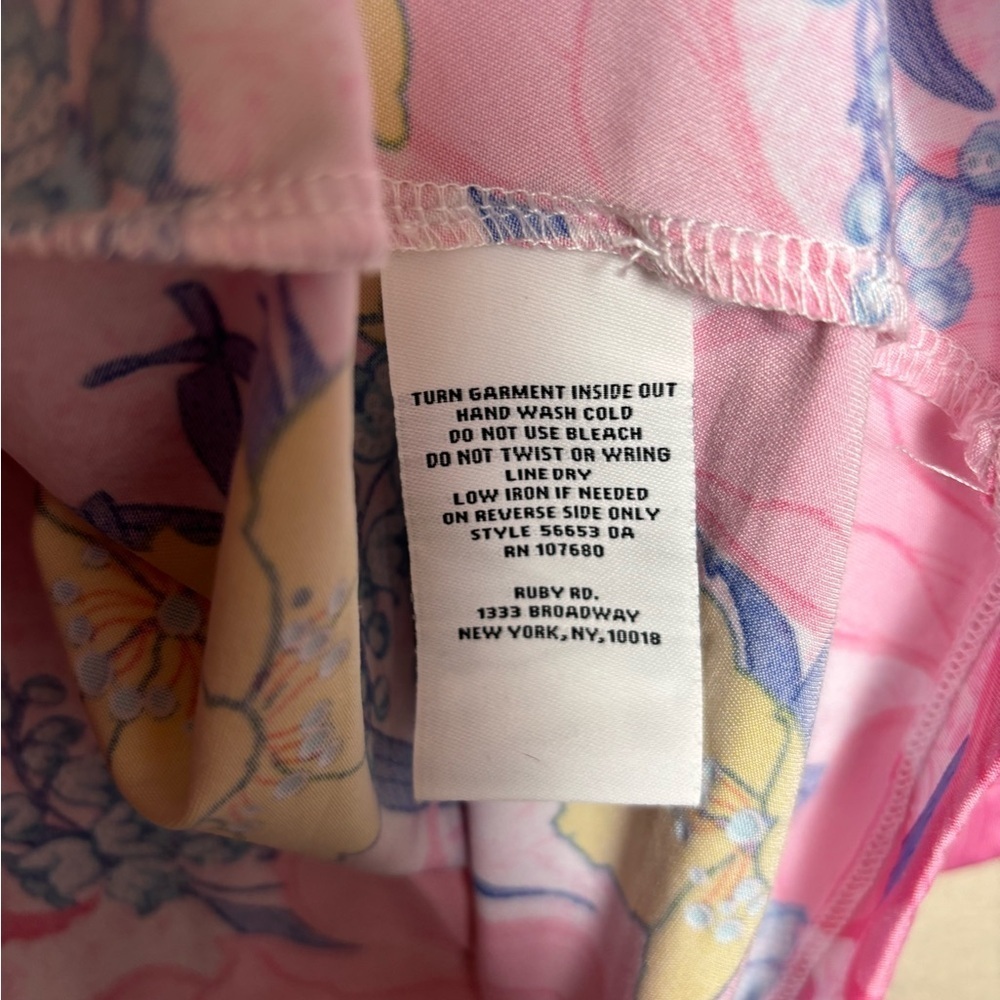 TURN GARMENT INSIDE OUT
HAND WASH COLD
DO NOT USE BLEACH
DO NOT TWIST OR WRING
LINE DRY
LOW IRON IF NEEDED
ON REVERSE SIDE ONLY
STYLE 56653 DA
RN 107680
RUBY RD.
1333 BROADWAY
NEW YORK, NY, 10018